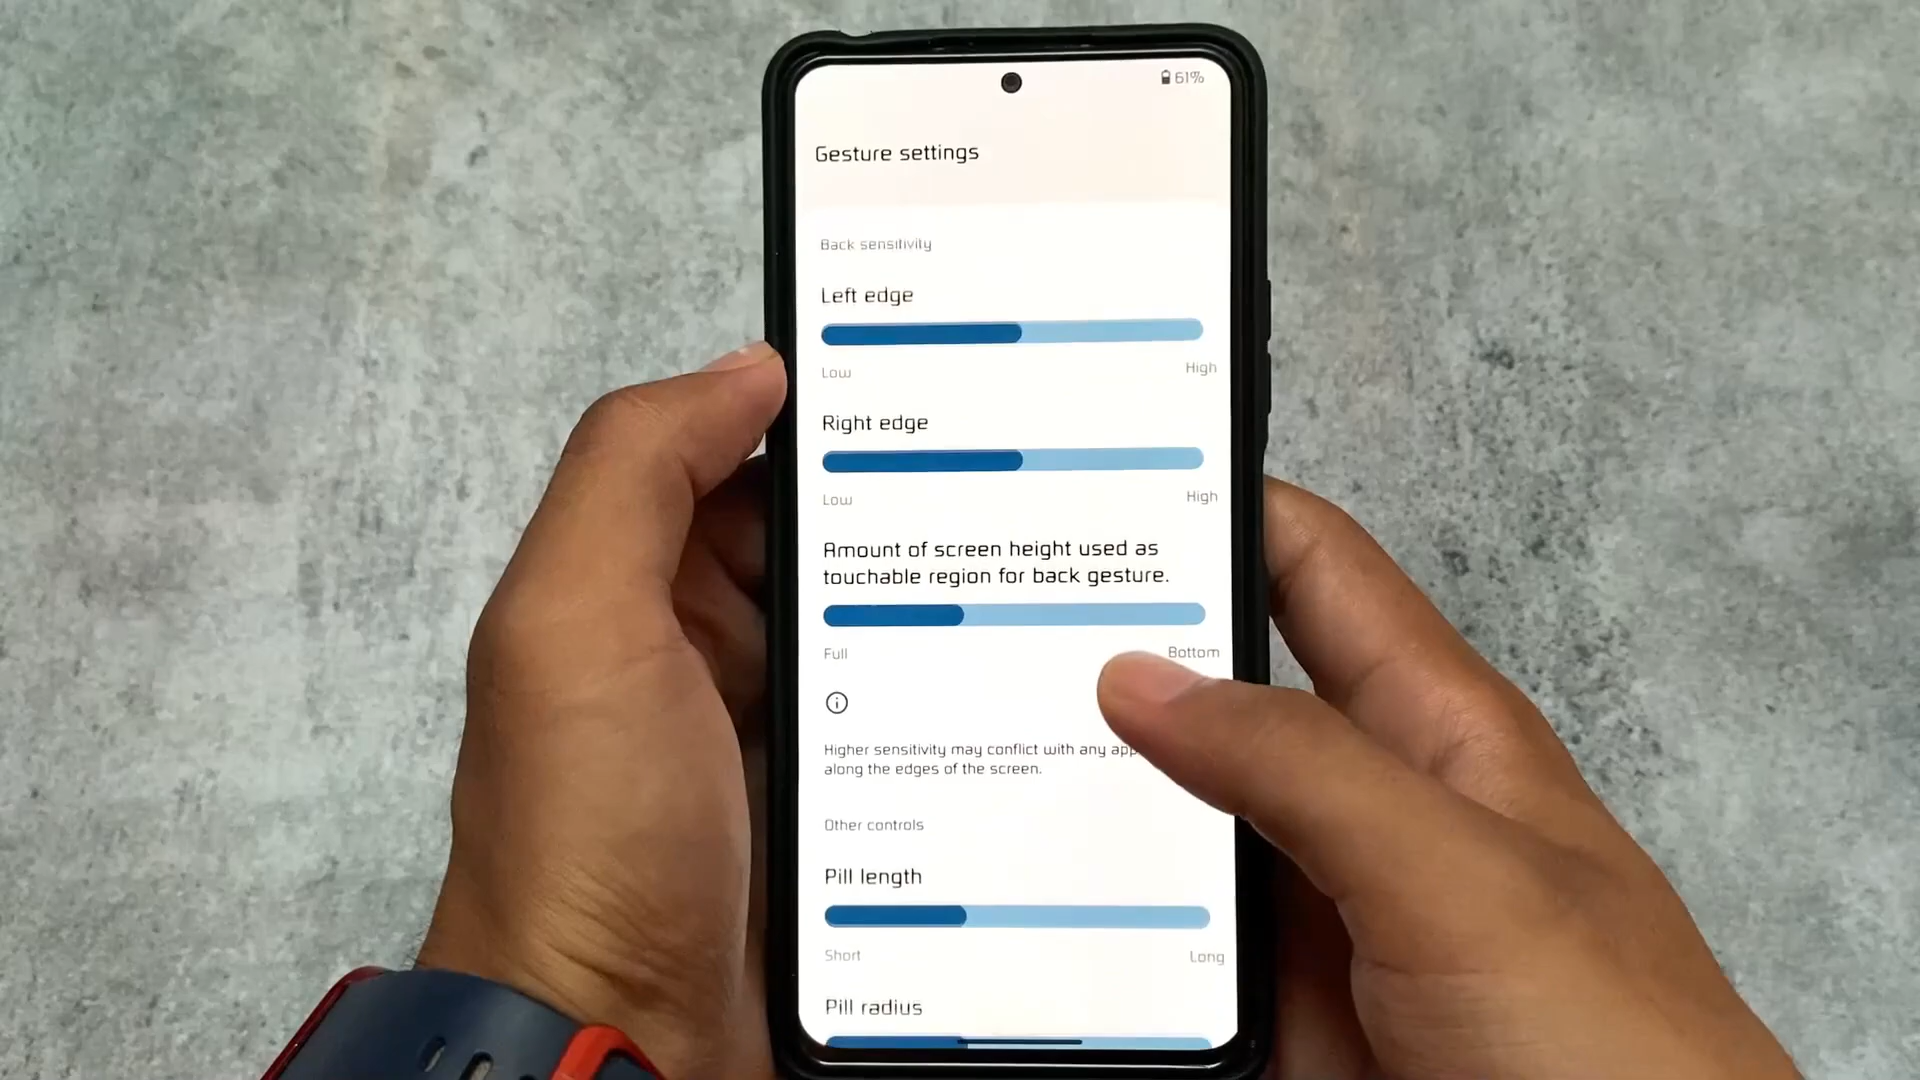 61%
Gesture settings
Back sensitivity
Left edge
Low High
Right edge
Low High
Amount of screen height used as
touchable region for back gesture.
Full Bottom
Higher sensitivity may conflict with any app
along the edges of the screen.
Other controls
Pill length
Short Long
Pill radius